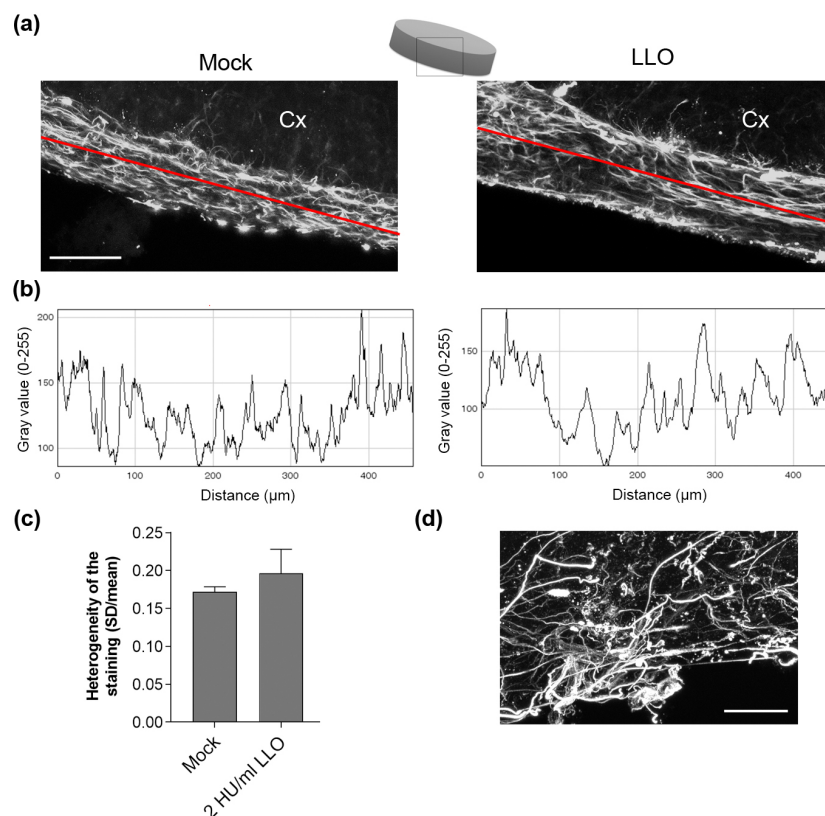 (a)
Mock
LLO
Cx
Cx
(b)
Gray value (0-255)
200
150
100
0
100
200
300
400
Distance (µm)
Gray value (0-255)
150
100
0
100
200
300
400
Distance (µm)
(c)
Heterogeneity of the
staining (SD/mean)
0.25
0.20
0.15
0.10
0.05
0.00
Mock
2 HU/ml LLO
(d)